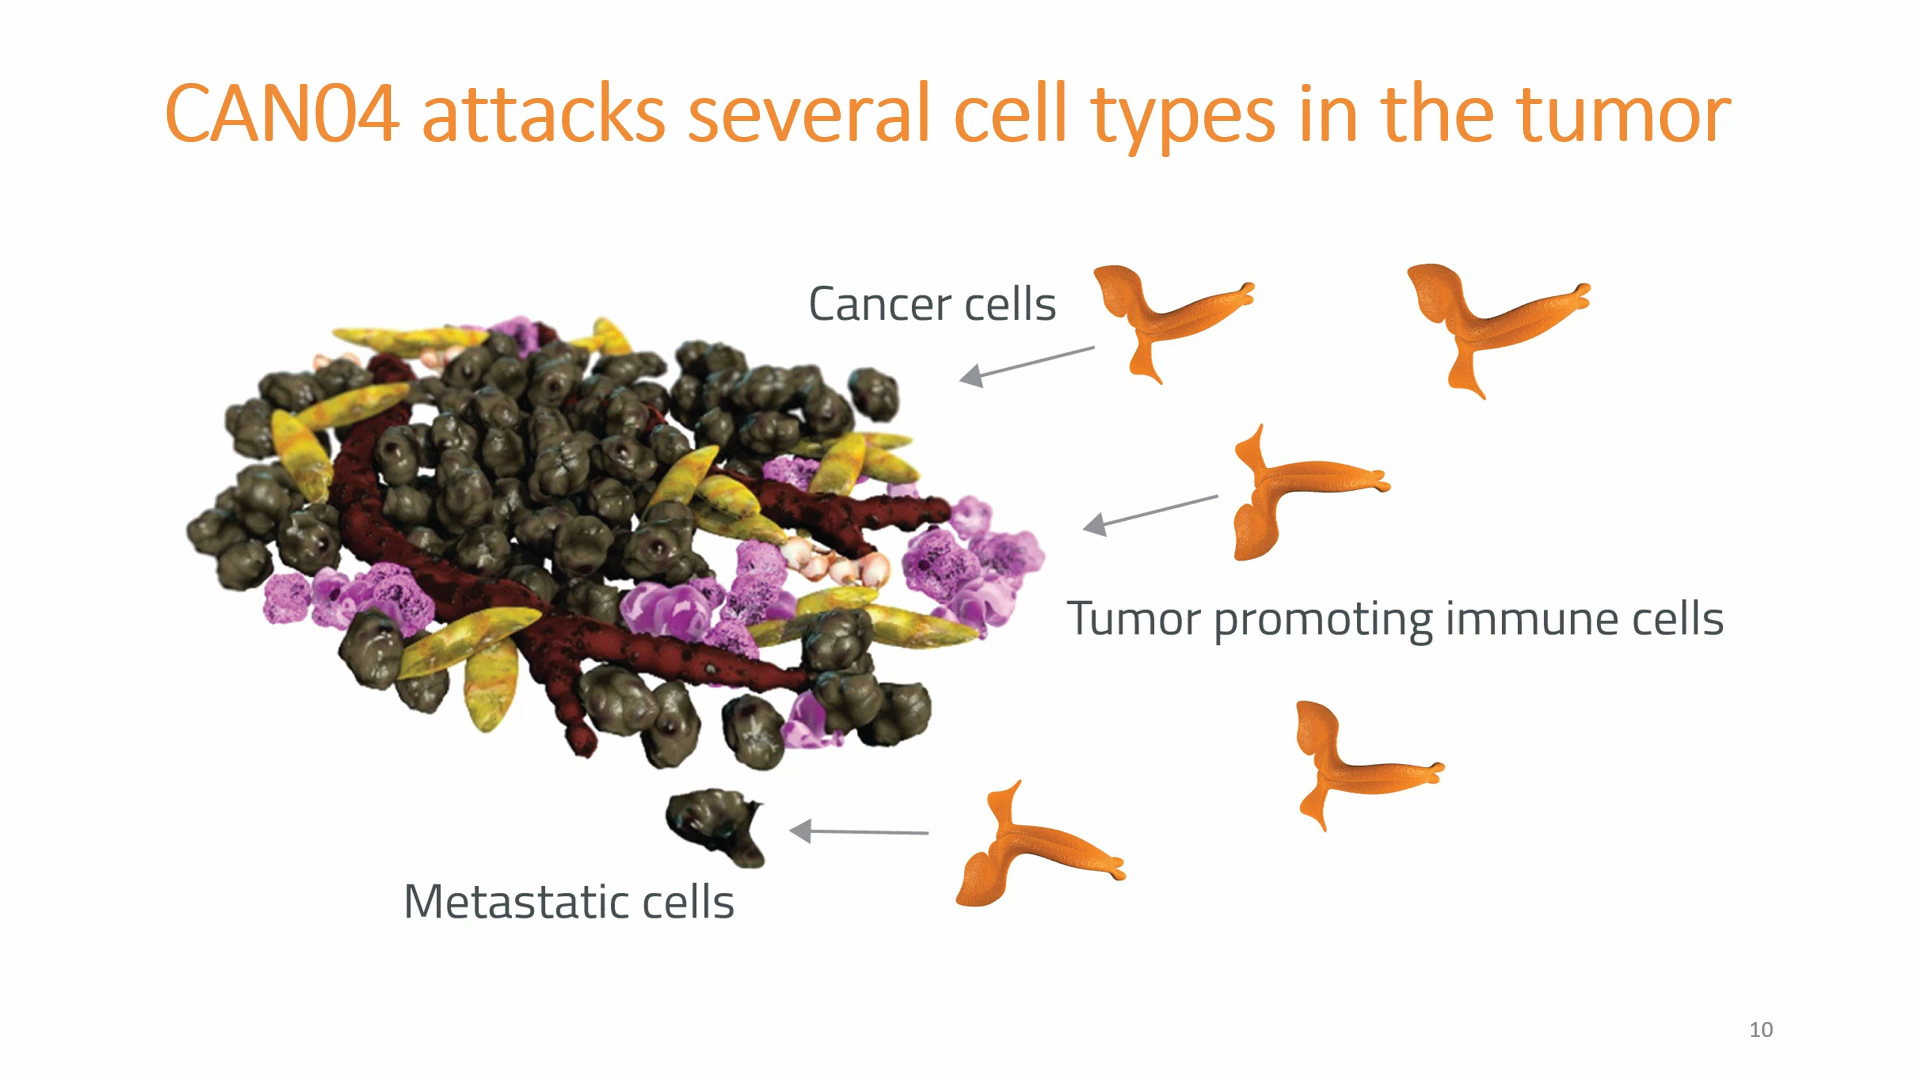 CAN04 attacks several cell types in the tumor
Cancer cells
Tumor promoting immune cells
Metastatic cells
10